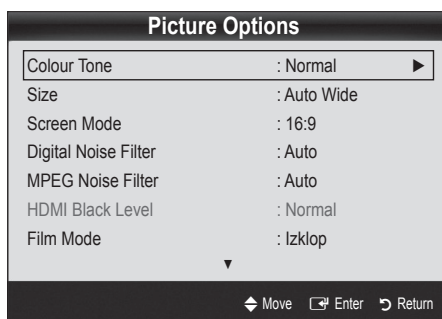 Picture Options
Colour Tone : Normal ▶
Size : Auto Wide
Screen Mode : 16:9
Digital Noise Filter : Auto
MPEG Noise Filter : Auto
HDMI Black Level : Normal
Film Mode : Izklop
▼
Move Enter Return